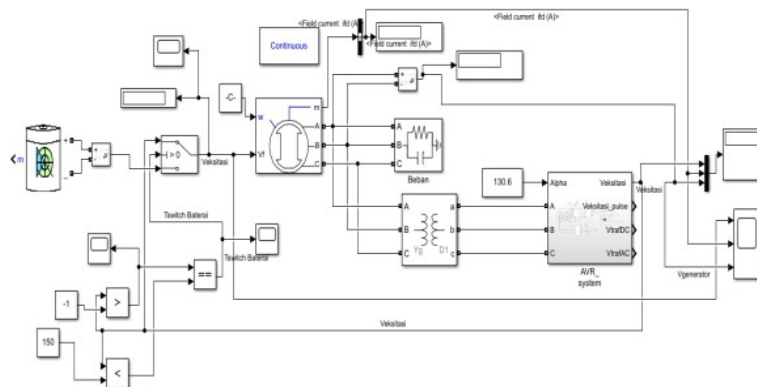 <Field current ifd (A)>
<Field current ifd (A)>
<Field current ifd (A)>
Continuous
-C-
w
m
A
B
C
Vf
A
B
C
Beban
+
-
v
m
+
-
+
-
v
| > 0
Veksitasi
130.6
Alpha
Veksitasi
Veksitasi
A
Veksitasi_pulse
B
VtrafDC
C
VtrafAC
AVR_
system
A
a
B
b
C
c
Yg
D1
Tswitch Baterai
Tswitch Baterai
==
-1
>
150
<
Veksitasi
Vgenerator